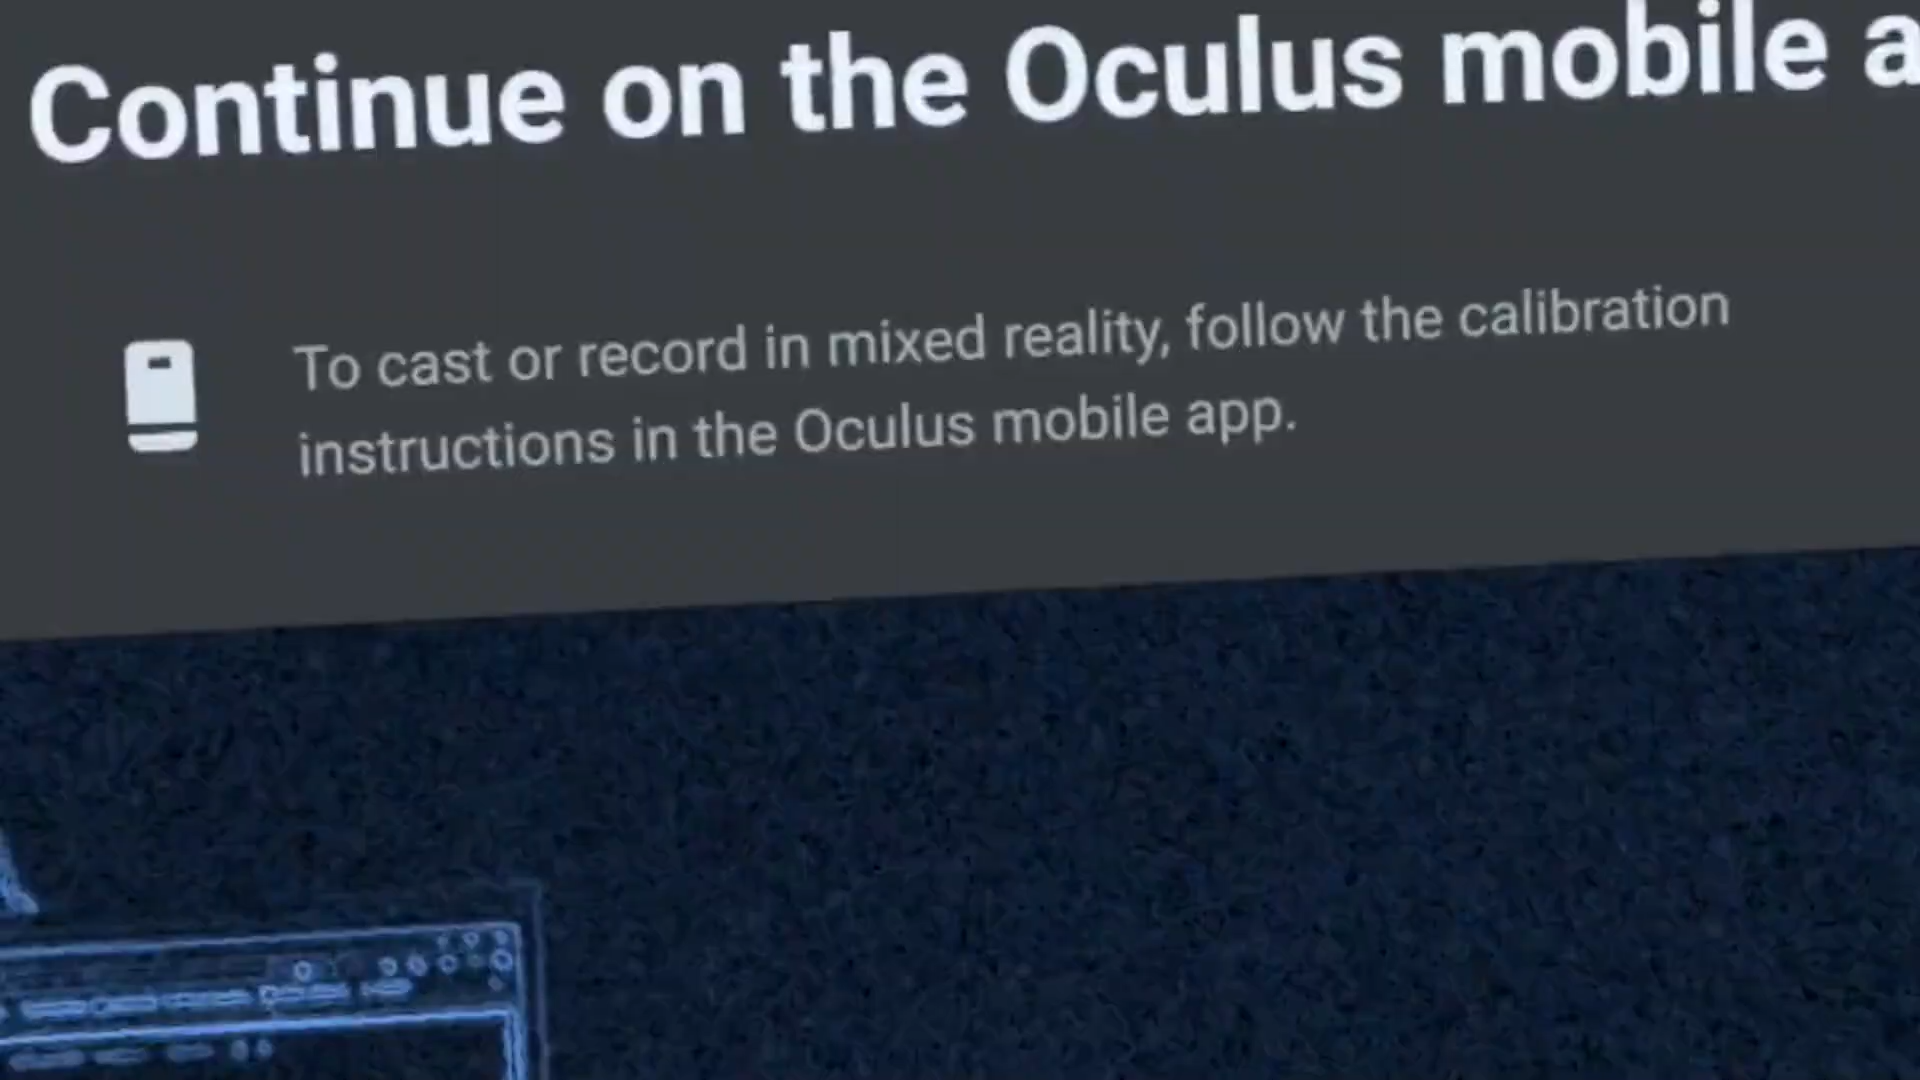 Continue on the Oculus mobile a
To cast or record in mixed reality, follow the calibration
instructions in the Oculus mobile app.